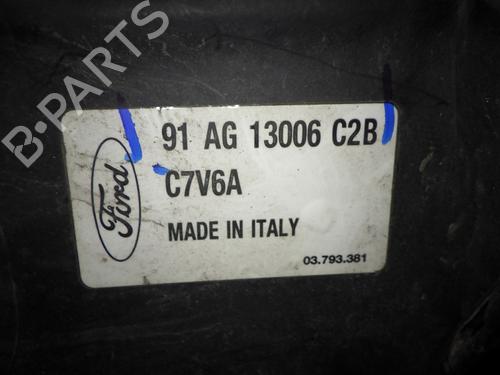 B-PARTS
91 AG 13006 C2B
Ford
C7V6A
MADE IN ITALY
03.793.381